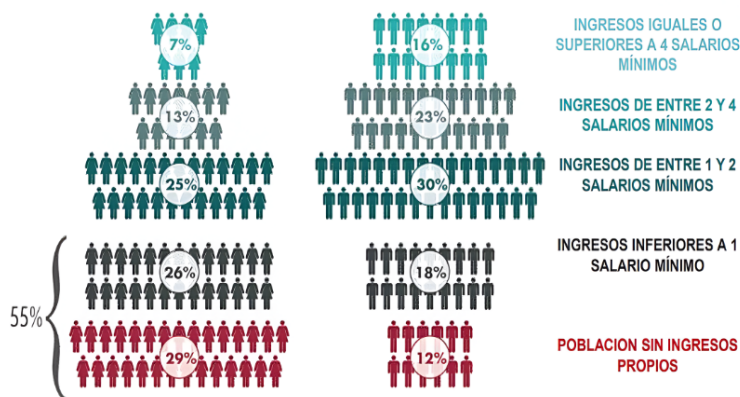 7%
16%
INGRESOS IGUALES O
SUPERIORES A 4 SALARIOS
MÍNIMOS
13%
23%
INGRESOS DE ENTRE 2 Y 4
SALARIOS MÍNIMOS
25%
30%
INGRESOS DE ENTRE 1 Y 2
SALARIOS MÍNIMOS
55%
26%
18%
INGRESOS INFERIORES A 1
SALARIO MÍNIMO
29%
12%
POBLACION SIN INGRESOS
PROPIOS